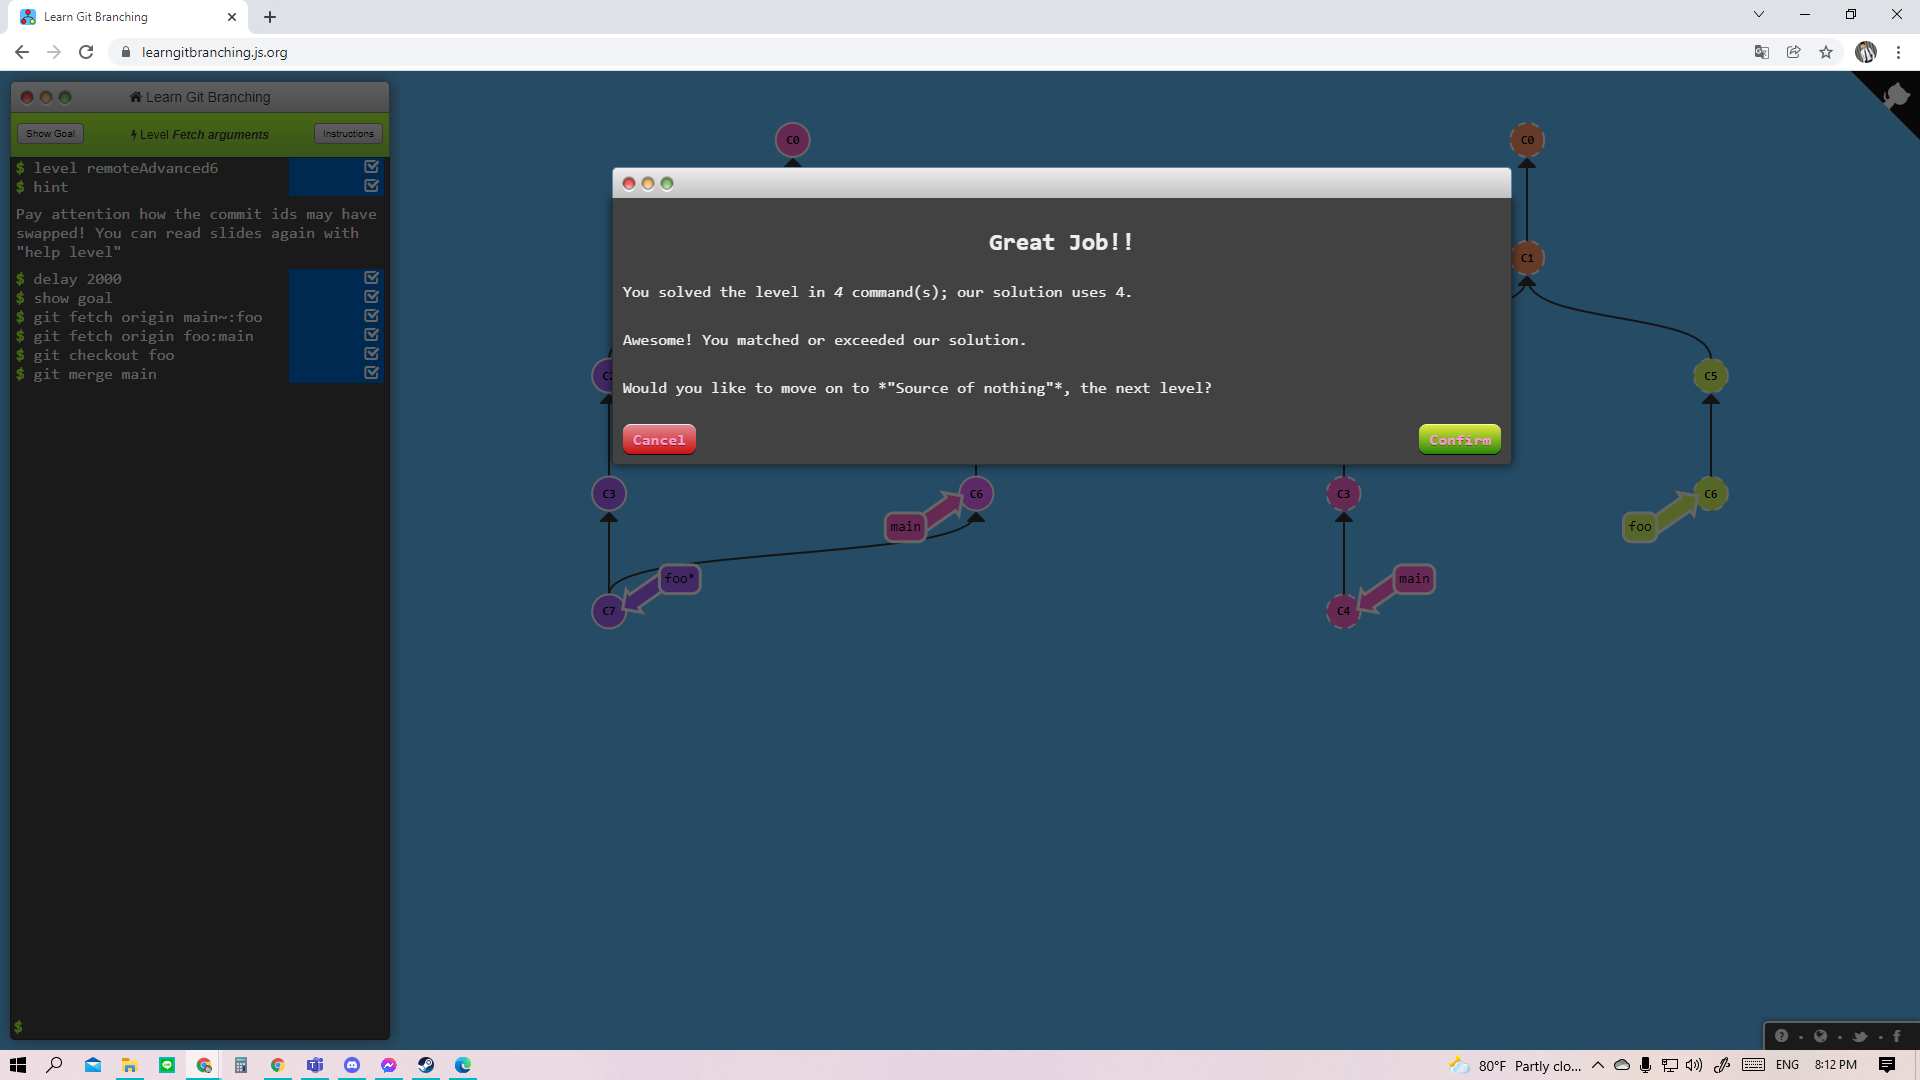 Learn Git Branching
learngitbranching.js.org
Learn Git Branching
Show Goal
Level Fetch arguments
Instructions
$ level remoteAdvanced6
$ hint
Pay attention how the commit ids may have
swapped! You can read slides again with
"help level"
$ delay 2000
$ show goal
$ git fetch origin main~:foo
$ git fetch origin foo:main
$ git checkout foo
$ git merge main
$
C0
C0
C1
Great Job!!
You solved the level in 4 command(s); our solution uses 4.
Awesome! You matched or exceeded our solution.
Would you like to move on to *"Source of nothing"*, the next level?
Cancel
Confirm
C5
C3
C6
C3
C6
main
foo
foo*
main
C7
C4
80°F Partly clo...
ENG
8:12 PM